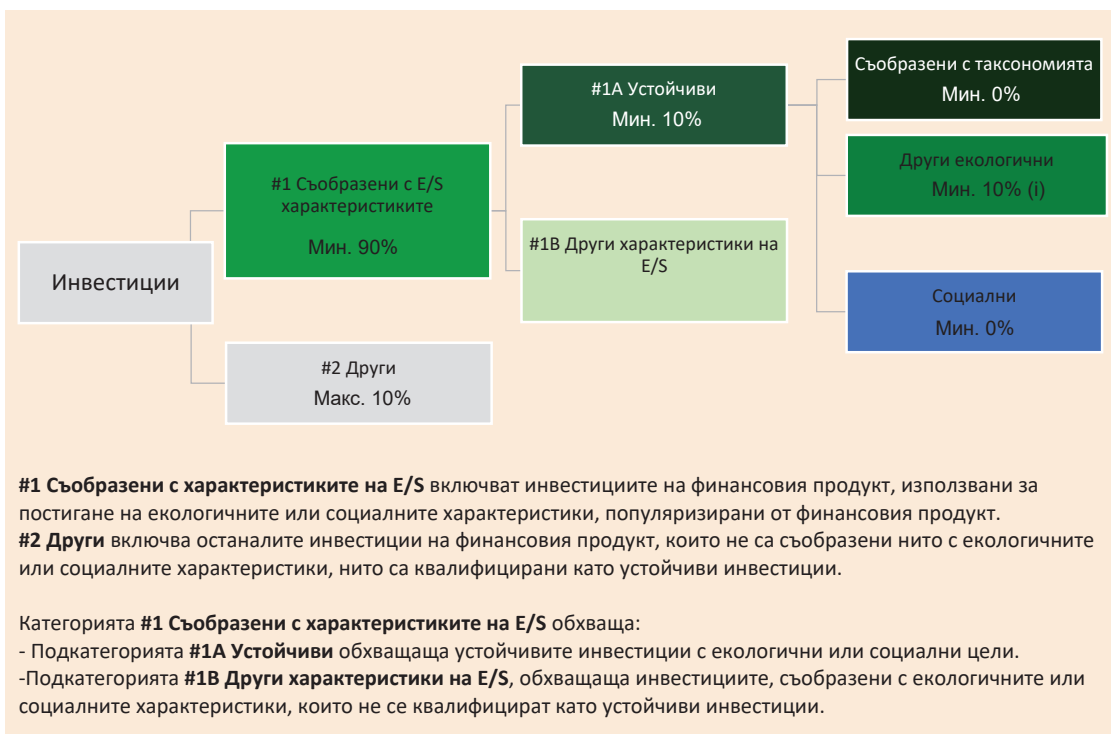 Инвестиции
#1 Съобразени с E/S
характеристиките
Мин. 90%
#2 Други
Макс. 10%
#1A Устойчиви
Мин. 10%
#1B Други характеристики на
E/S
Съобразени с таксономията
Мин. 0%
Други екологични
Мин. 10% (i)
Социални
Мин. 0%
#1 Съобразени с характеристиките на E/S включват инвестициите на финансовия продукт, използвани за
постигане на екологичните или социалните характеристики, популяризирани от финансовия продукт.
#2 Други включва останалите инвестиции на финансовия продукт, които не са съобразени нито с екологичните
или социалните характеристики, нито са квалифицирани като устойчиви инвестиции.
Категорията #1 Съобразени с характеристиките на E/S обхваща:
- Подкатегорията #1A Устойчиви обхващаща устойчивите инвестиции с екологични или социални цели.
-Подкатегорията #1B Други характеристики на E/S, обхващаща инвестициите, съобразени с екологичните или
социалните характеристики, които не се квалифицират като устойчиви инвестиции.